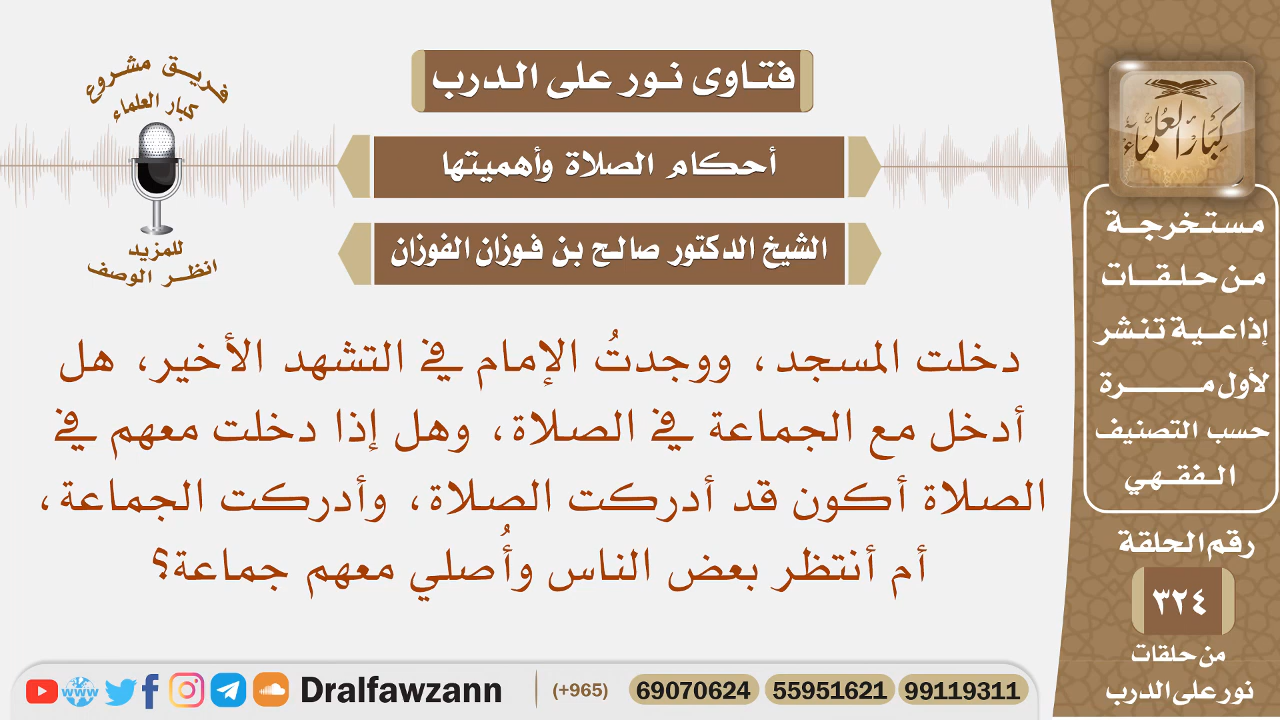 فتاوى نور على الدرب
أحكام الصلاة وأهميتها
الشيخ الدكتور صالح بن فوزان الفوزان
دخلت المسجد، ووجدتُ الإمام في التشهد الأخير، هل
أدخل مع الجماعة في الصلاة، وهل إذا دخلت معهم في
الصلاة أكون قد أدركت الصلاة، وأدركت الجماعة،
أم أنتظر بعض الناس وأُصلي معهم جماعة؟
فريق مشروع
كبار العلماء
للمزيد
انظر الوصف
كبار العلماء
مستخرجة
من حلقات
إذاعية تنشر
لأول مرة
حسب التصنيف
الفقهي
رقم الحلقة
٣٢٤
من حلقات
نور على الدرب
www
Dralfawzann
(+965) 69070624 55951621 99119311